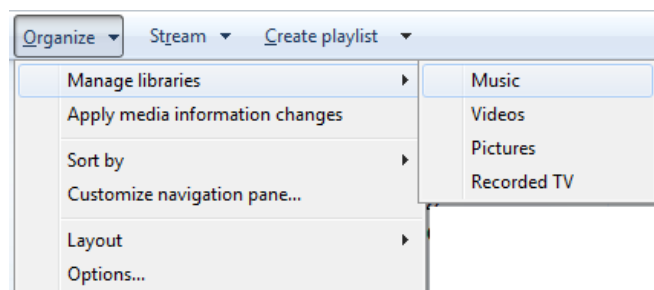 Organize Stream Create playlist
Manage libraries
Apply media information changes
Sort by
Customize navigation pane...
Layout
Options...
Music
Videos
Pictures
Recorded TV